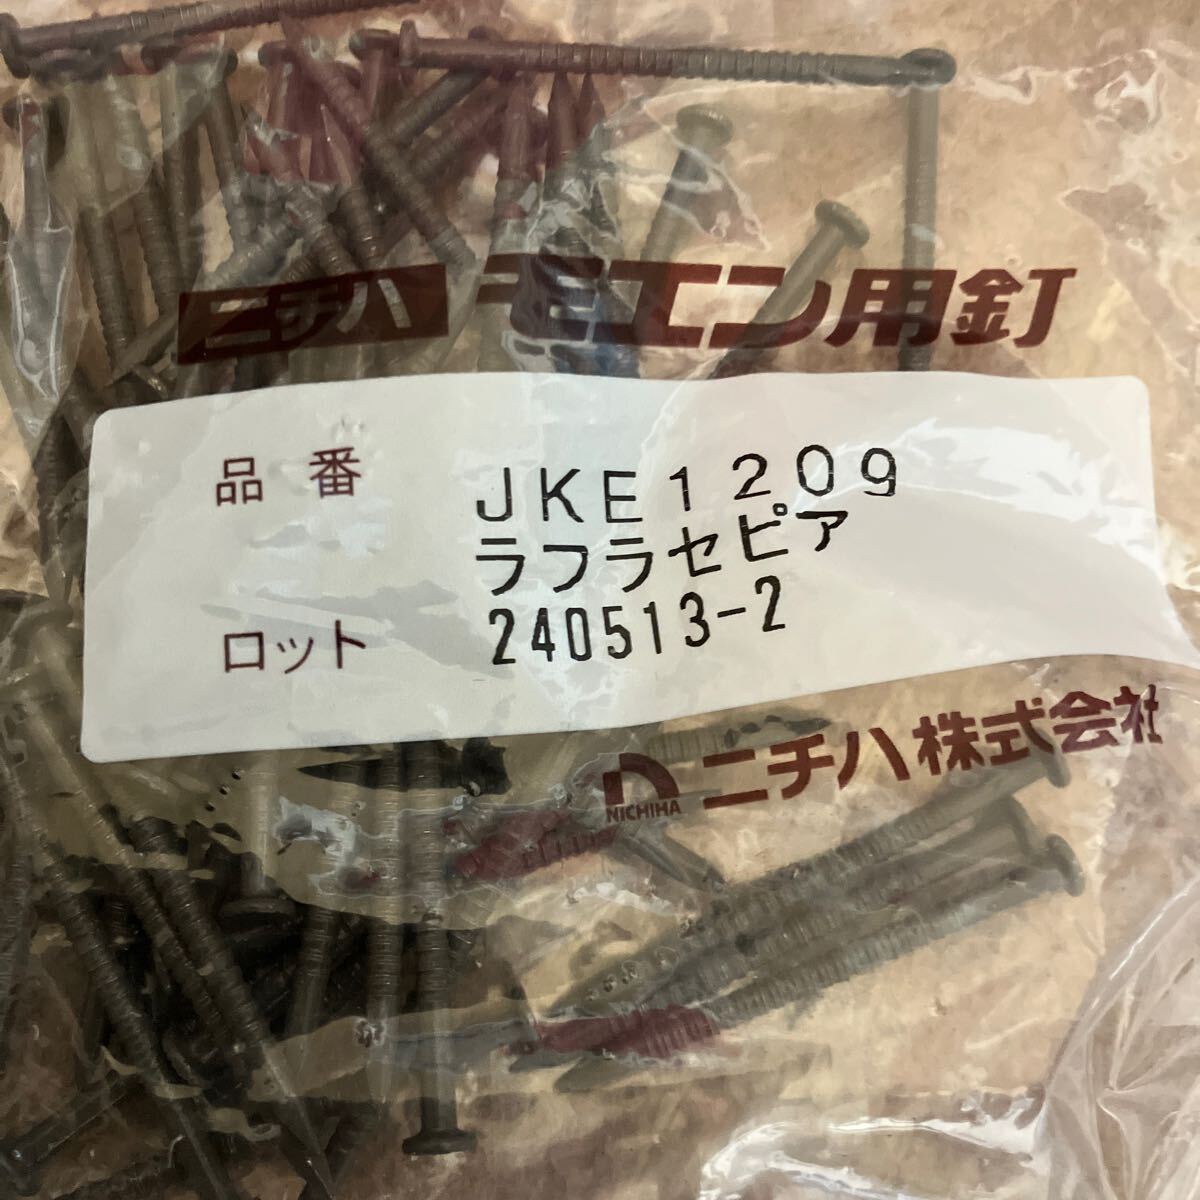 ニチハ モエン用釘
品番 JKE1209
ラフラセピア
ロット 240513-2
NICHIHA ニチハ株式会社